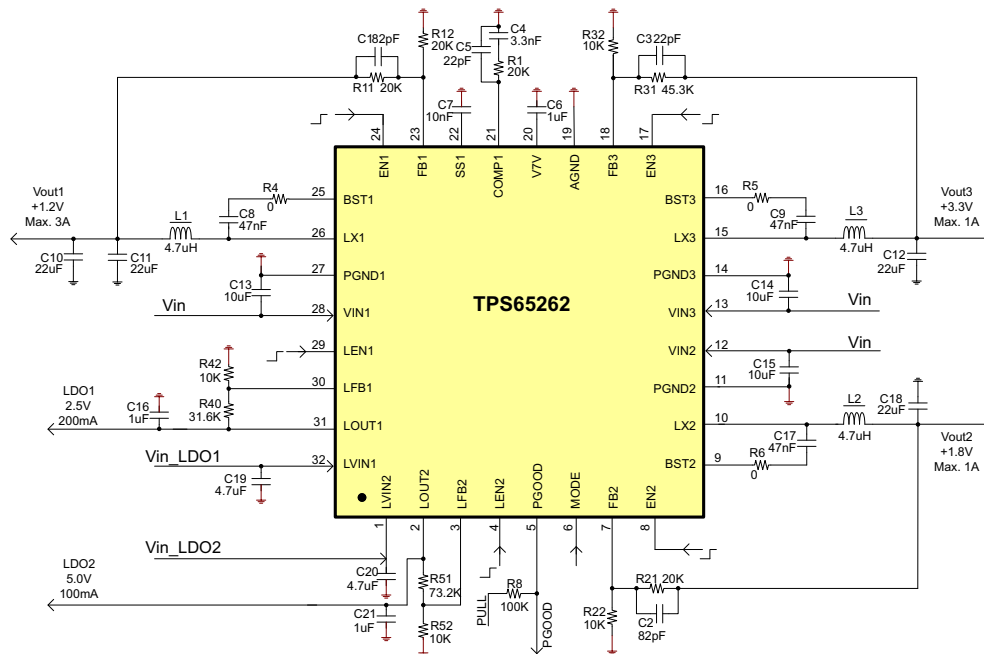 C4
3.3nF
C5
22pF
R1
20K
R12
20K
C1 82pF
R11 20K
R32
10K
C3 22pF
R31 45.3K
C7
10nF
C6
1uF
24
23
22
21
20
19
18
17
EN1
FB1
SS1
COMP1
V7V
AGND
FB3
EN3
Vout1
+1.2V
Max. 3A
L1
4.7uH
R4
0
C8
47nF
C10
22uF
C11
22uF
C13
10uF
Vin
25
26
27
28
29
30
31
32
BST1
LX1
PGND1
VIN1
LEN1
LFB1
LOUT1
LVIN1
TPS65262
BST3
LX3
PGND3
VIN3
VIN2
PGND2
LX2
BST2
16
15
14
13
12
11
10
9
R5
0
C9
47nF
L3
4.7uH
Vout3
+3.3V
Max. 1A
C12
22uF
C14
10uF
Vin
Vin
C15
10uF
C18
22uF
L2
4.7uH
C17
47nF
R6
0
Vout2
+1.8V
Max. 1A
R42
10K
R40
31.6K
LDO1
2.5V
200mA
C16
1uF
Vin_LDO1
C19
4.7uF
LVIN2
LOUT2
LFB2
LEN2
PGOOD
MODE
FB2
EN2
1
2
3
4
5
6
7
8
Vin_LDO2
LDO2
5.0V
100mA
C20
4.7uF
C21
1uF
R51
73.2K
R52
10K
PULL
R8
100K
PGOOD
R21 20K
R22
10K
C2
82pF